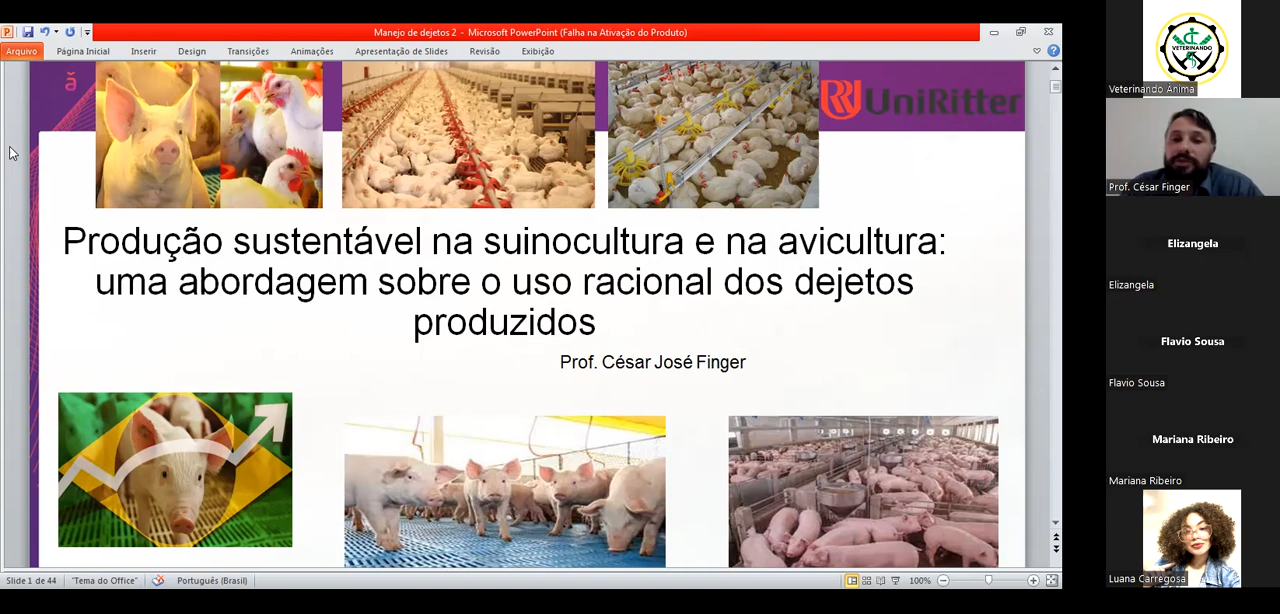 Manejo de dejetos 2 - Microsoft PowerPoint (Falha na Ativação do Produto)
Arquivo Página Inicial Inserir Design Transições Animações Apresentação de Slides Revisão Exibição
ă
UniRitter
Produção sustentável na suinocultura e na avicultura:
uma abordagem sobre o uso racional dos dejetos
produzidos
Prof. César José Finger
Slide 1 de 44 "Tema do Office" Português (Brasil) 100%
VETERINANDO
Veterinando Ânima
Prof. César Finger
Elizangela
Elizangela
Flavio Sousa
Flavio Sousa
Mariana Ribeiro
Mariana Ribeiro
Luana Carregosa